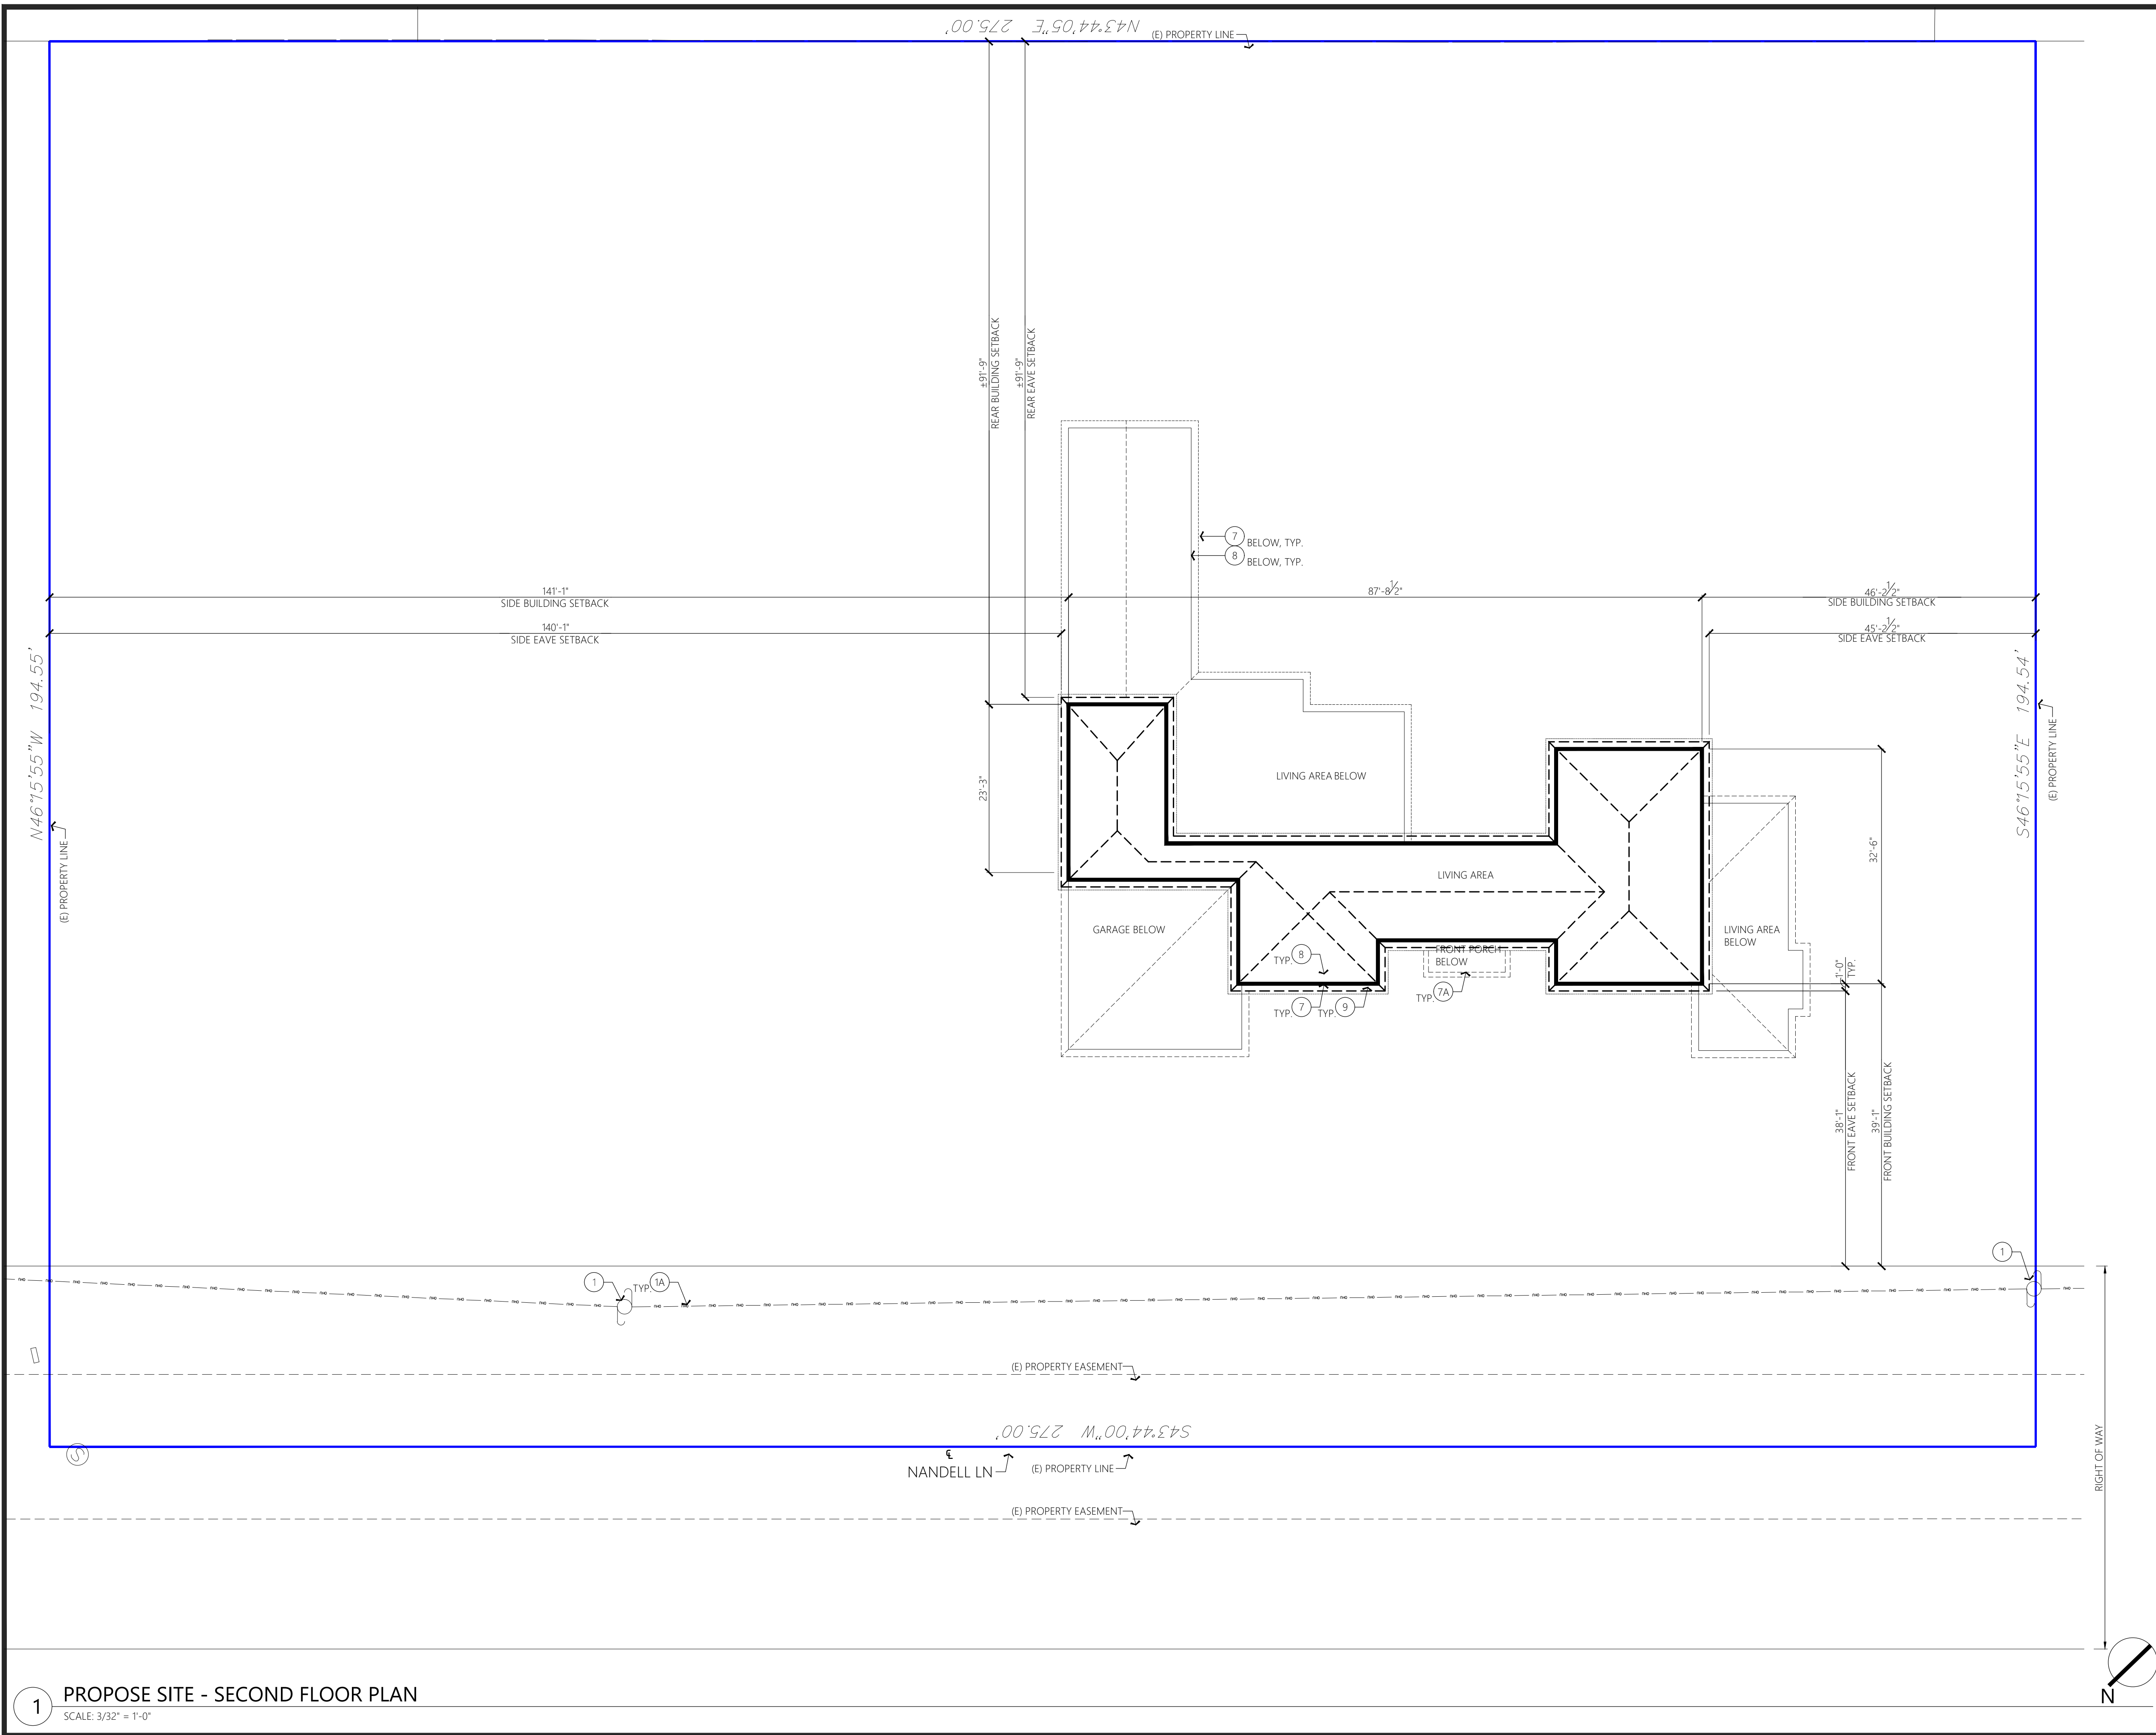 N43°44'05"E 275.00'
(E) PROPERTY LINE
±91'-9"
REAR BUILDING SETBACK
±91'-9"
REAR EAVE SETBACK
7
BELOW, TYP.
8
BELOW, TYP.
141'-1"
SIDE BUILDING SETBACK
87'-8 1/2"
46'-2 1/2"
SIDE BUILDING SETBACK
140'-1"
SIDE EAVE SETBACK
45'-2 1/2"
SIDE EAVE SETBACK
N46°15'55"W 194.55'
(E) PROPERTY LINE
S46°15'55"E 194.54'
(E) PROPERTY LINE
23'-3"
LIVING AREA BELOW
32'-6"
LIVING AREA
GARAGE BELOW
LIVING AREA
BELOW
FRONT PORCH
BELOW
TYP. 8
TYP. 7
TYP. 9
TYP. 7A
1'-0"
TYP.
38'-1"
FRONT EAVE SETBACK
39'-1"
FRONT BUILDING SETBACK
1
TYP. 1A
1
(E) PROPERTY EASEMENT
S43°44'00"W 275.00'
S
℄
NANDELL LN
(E) PROPERTY LINE
(E) PROPERTY EASEMENT
RIGHT OF WAY
N
1
PROPOSE SITE - SECOND FLOOR PLAN
SCALE: 3/32" = 1'-0"